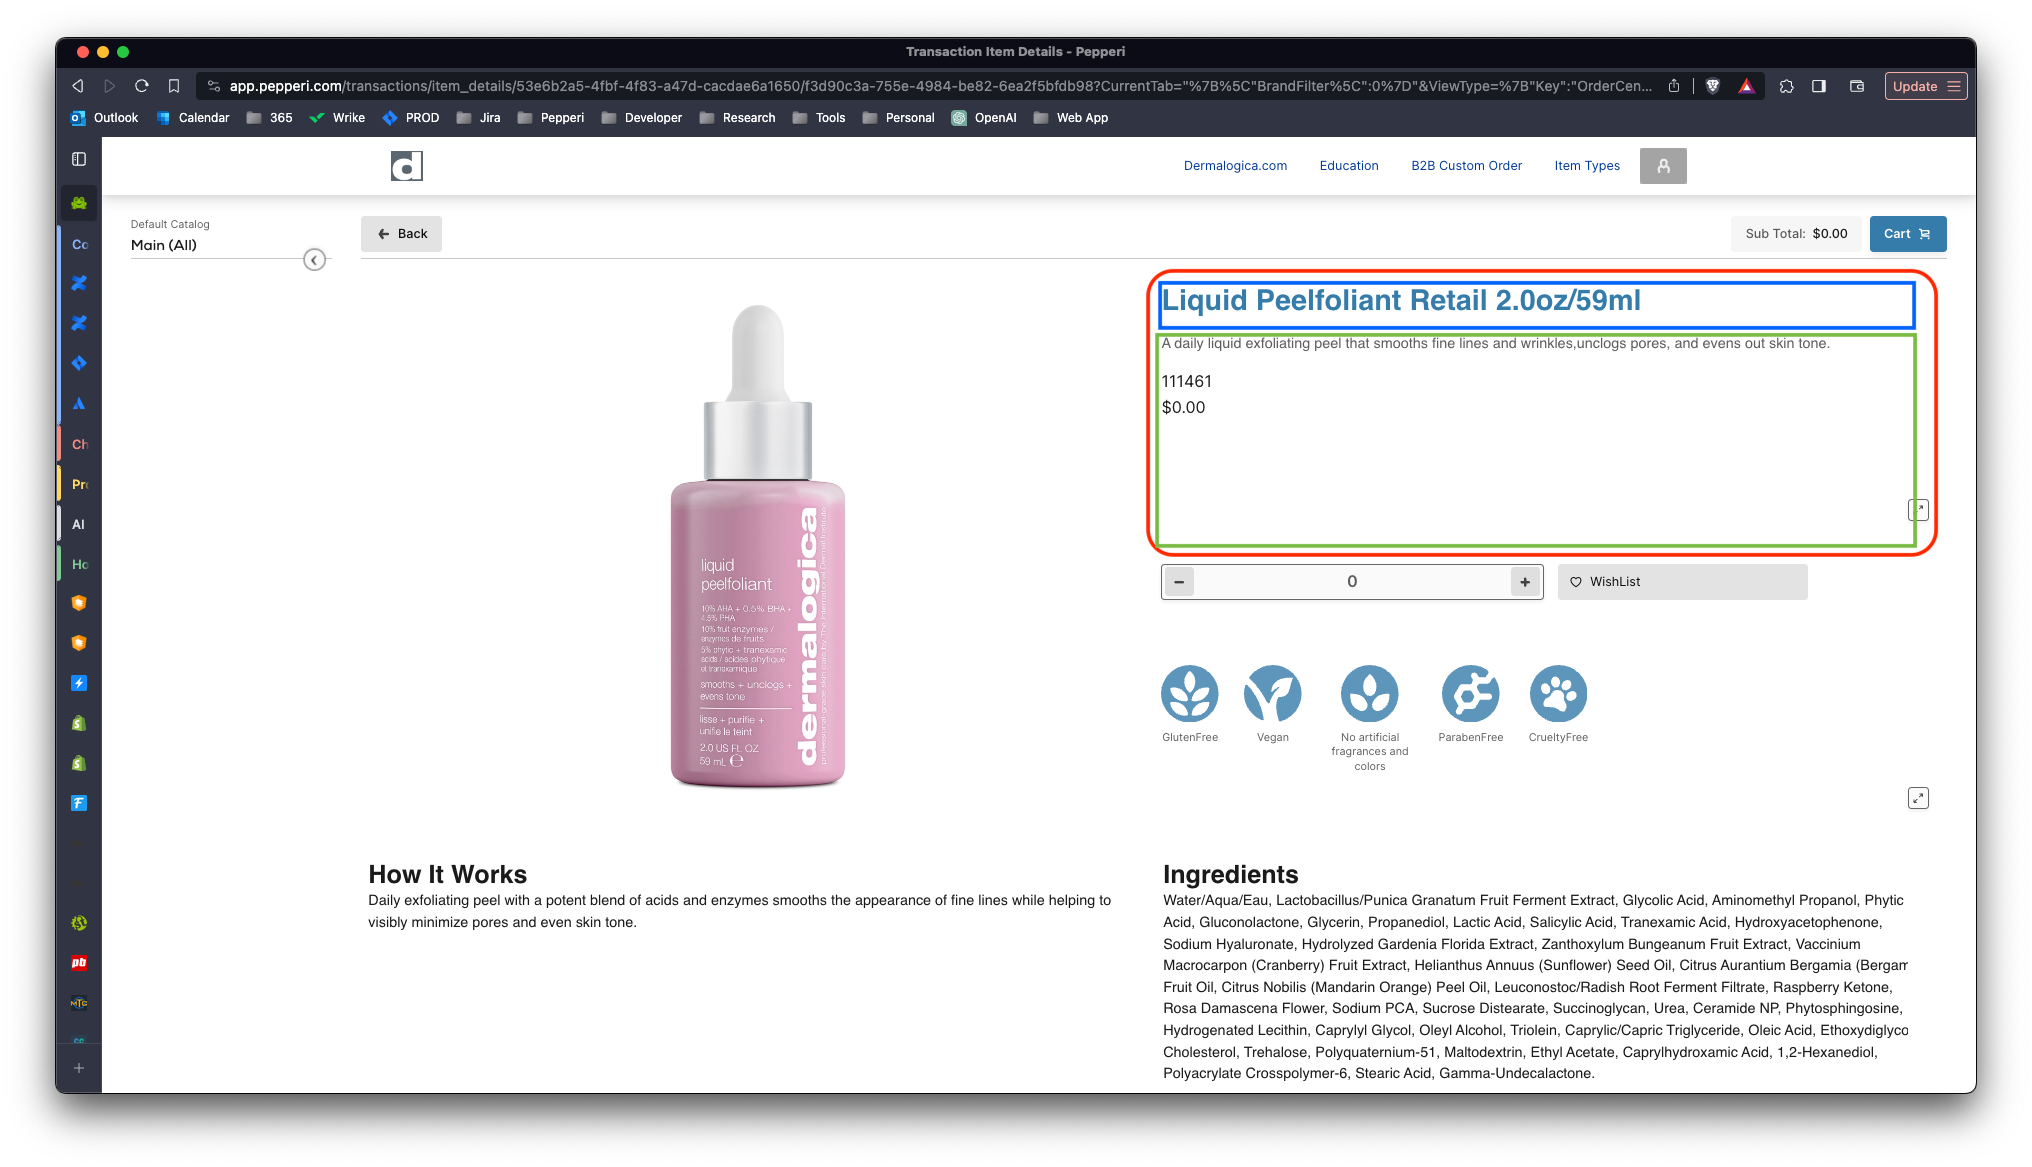 Transaction Item Details - Pepperi
app.pepperi.com/transactions/item_details/53e6b2a5-4fbf-4f83-a47d-cacdae6a1650/f3d90c3a-755e-4984-be82-6ea2f5bfdb98?CurrentTab="%7B%5C"BrandFilter%5C":0%7D"&ViewType=%7B"Key":"OrderCen...
Update
Outlook Calendar 365 Wrike PROD Jira Pepperi Developer Research Tools Personal OpenAI Web App
d
Dermalogica.com Education B2B Custom Order Item Types
Default Catalog
Main (All)
Back
Sub Total: $0.00
Cart
Co
Ch
Pro
AI
Ho
pb
MTG
Liquid Peelfoliant Retail 2.0oz/59ml
A daily liquid exfoliating peel that smooths fine lines and wrinkles,unclogs pores, and evens out skin tone.
111461
$0.00
− 0 +
WishList
liquid
peelfoliant
10% AHA + 0.5% BHA +
4.5% PHA
10% fruit enzymes /
enzymes de fruits
5% phytic + tranexamic
acids / acides phytique
et tranexamique
smooths + unclogs +
evens tone
lisse + purifie +
unifie le teint
2.0 US FL OZ
59 mL e
dermalogica
professional-grade skin care by The International Dermal Institute
GlutenFree
Vegan
No artificial
fragrances and
colors
ParabenFree
CrueltyFree
How It Works
Daily exfoliating peel with a potent blend of acids and enzymes smooths the appearance of fine lines while helping to
visibly minimize pores and even skin tone.
Ingredients
Water/Aqua/Eau, Lactobacillus/Punica Granatum Fruit Ferment Extract, Glycolic Acid, Aminomethyl Propanol, Phytic
Acid, Gluconolactone, Glycerin, Propanediol, Lactic Acid, Salicylic Acid, Tranexamic Acid, Hydroxyacetophenone,
Sodium Hyaluronate, Hydrolyzed Gardenia Florida Extract, Zanthoxylum Bungeanum Fruit Extract, Vaccinium
Macrocarpon (Cranberry) Fruit Extract, Helianthus Annuus (Sunflower) Seed Oil, Citrus Aurantium Bergamia (Bergam
Fruit Oil, Citrus Nobilis (Mandarin Orange) Peel Oil, Leuconostoc/Radish Root Ferment Filtrate, Raspberry Ketone,
Rosa Damascena Flower, Sodium PCA, Sucrose Distearate, Succinoglycan, Urea, Ceramide NP, Phytosphingosine,
Hydrogenated Lecithin, Caprylyl Glycol, Oleyl Alcohol, Triolein, Caprylic/Capric Triglyceride, Oleic Acid, Ethoxydiglyco
Cholesterol, Trehalose, Polyquaternium-51, Maltodextrin, Ethyl Acetate, Caprylhydroxamic Acid, 1,2-Hexanediol,
Polyacrylate Crosspolymer-6, Stearic Acid, Gamma-Undecalactone.